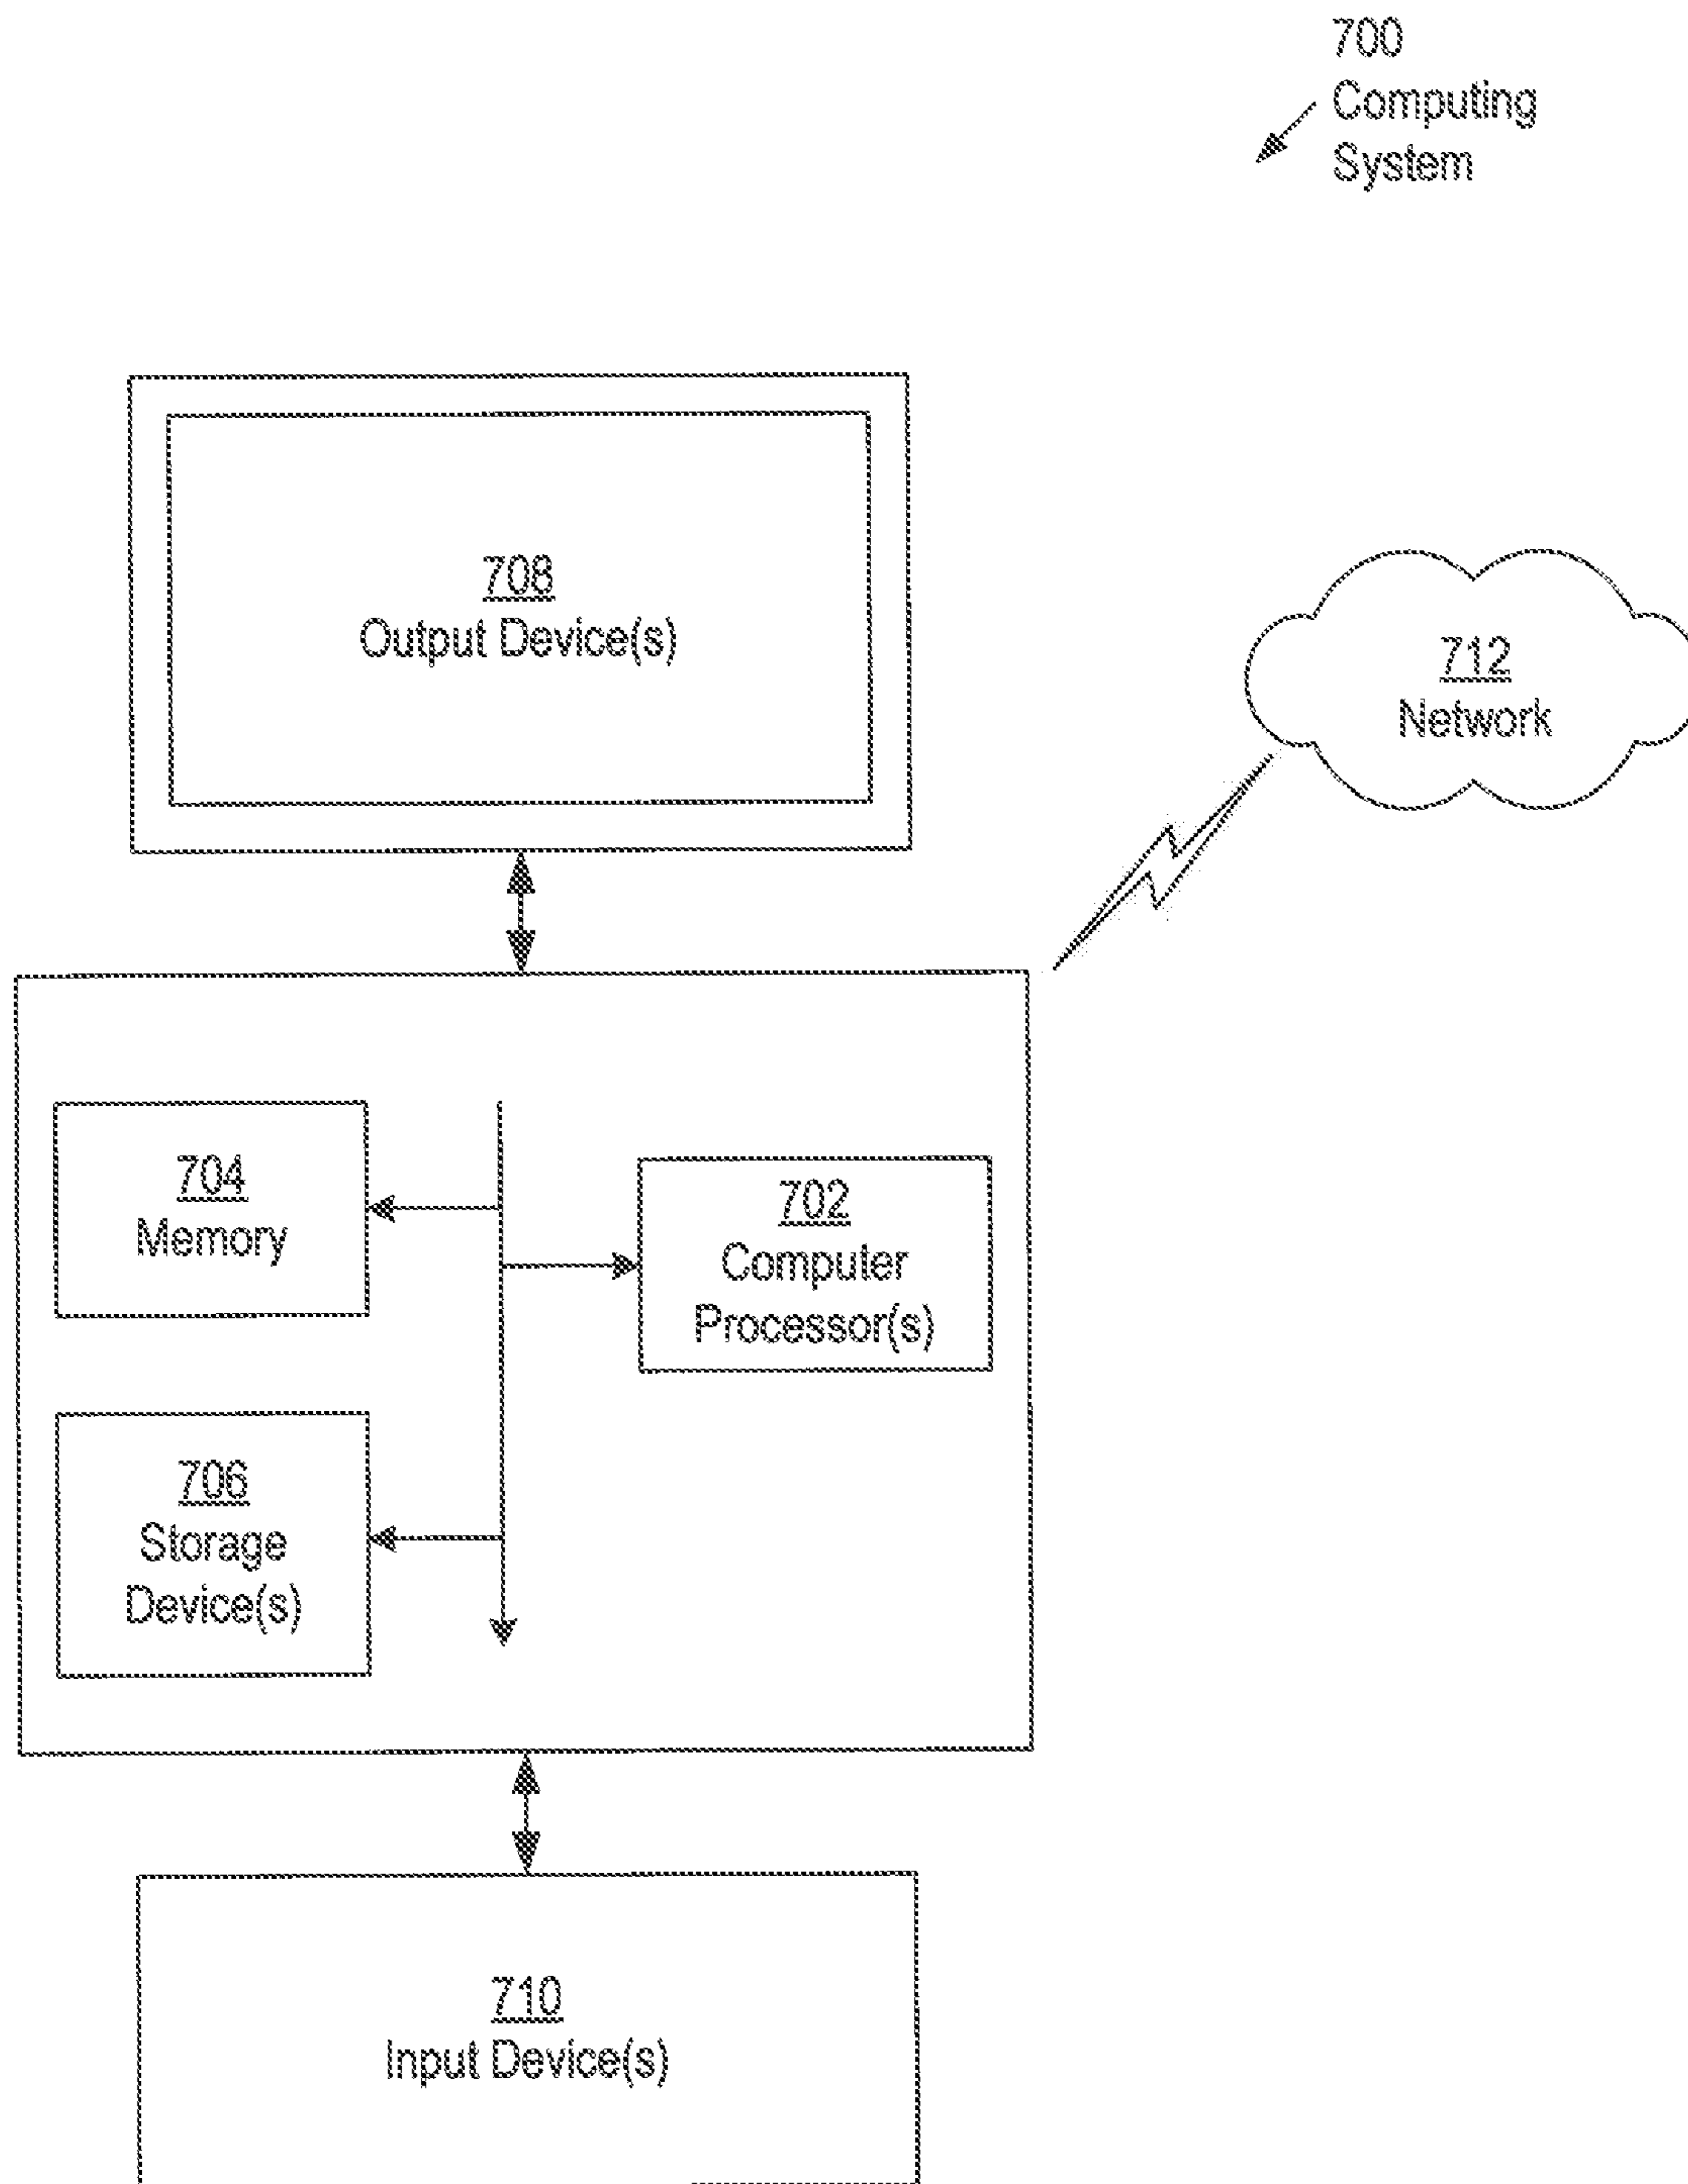 700
Computing
System
708
Output Device(s)
712
Network
704
Memory
702
Computer
Processor(s)
706
Storage
Device(s)
710
Input Device(s)